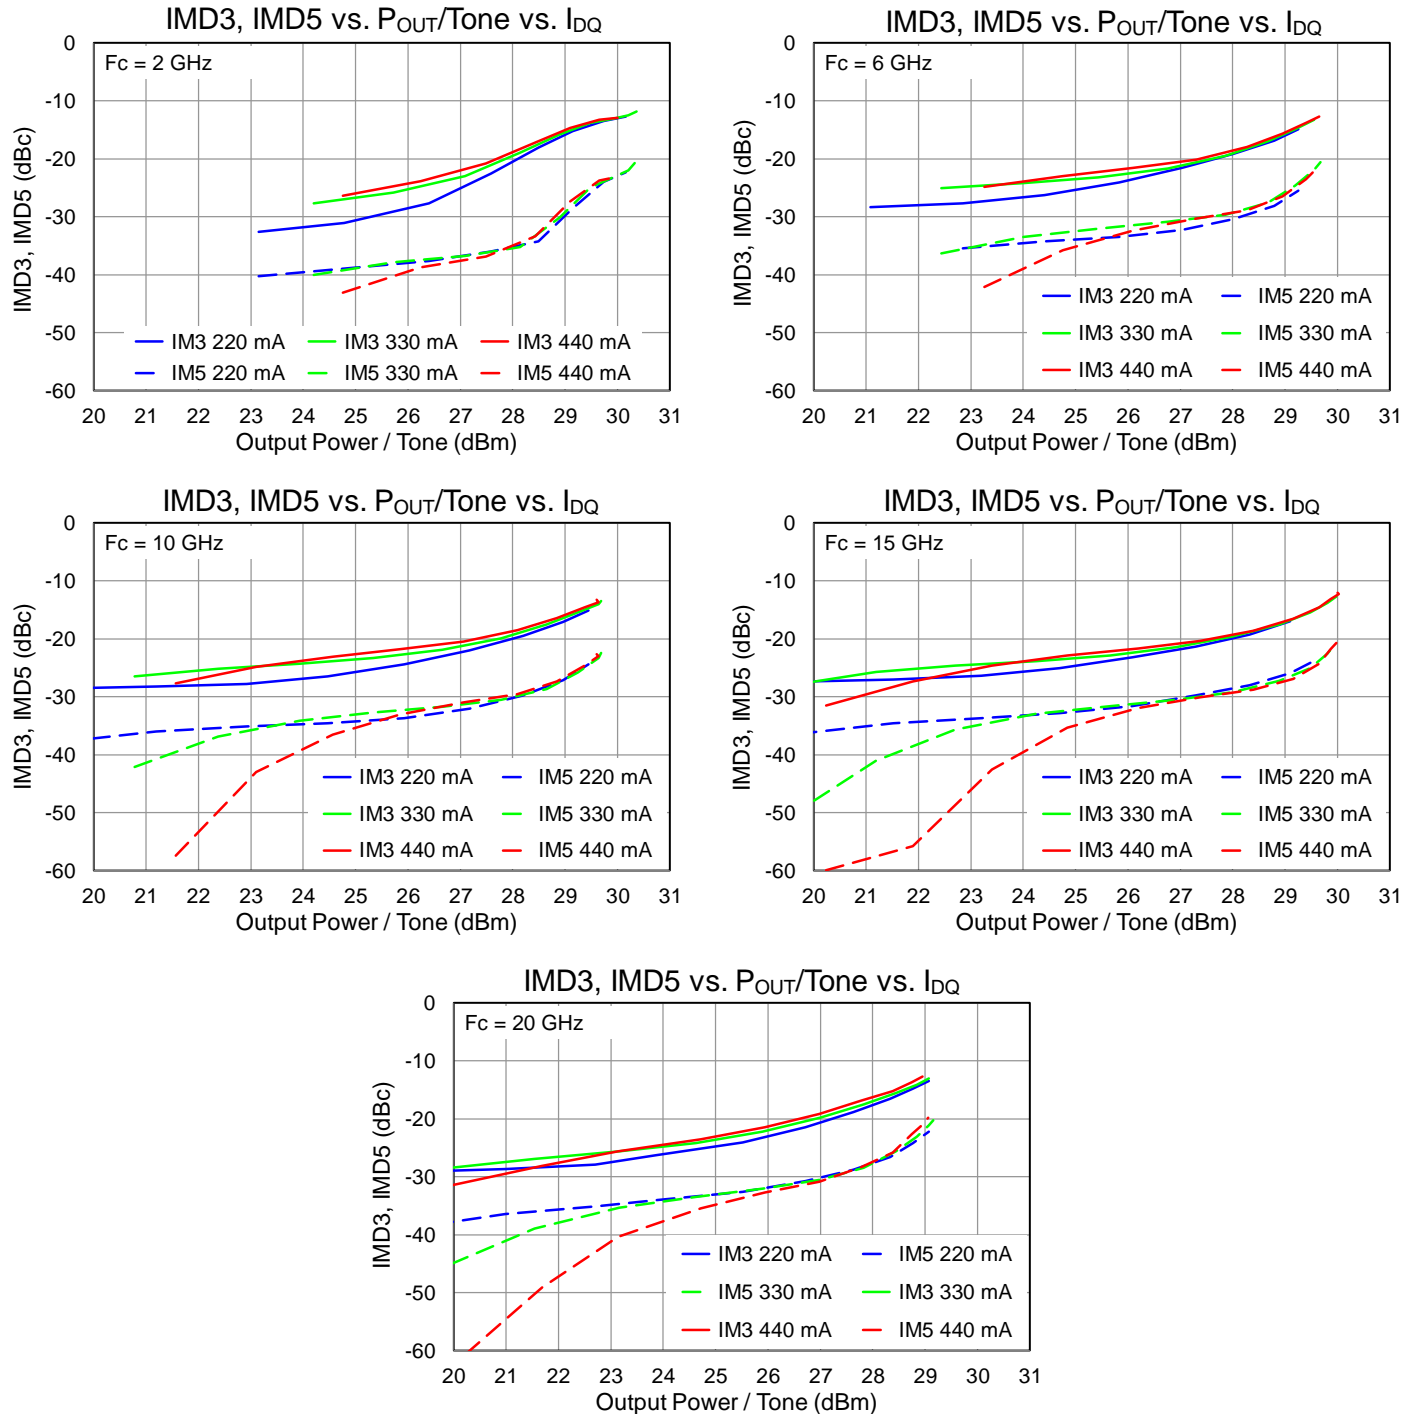 IMD3, IMD5 vs. POUT/Tone vs. IDQ
Fc = 2 GHz
IMD3, IMD5 (dBc)
0
-10
-20
-30
-40
-50
-60
IM3 220 mA IM3 330 mA IM3 440 mA
IM5 220 mA IM5 330 mA IM5 440 mA
20 21 22 23 24 25 26 27 28 29 30 31
Output Power / Tone (dBm)
IMD3, IMD5 vs. POUT/Tone vs. IDQ
Fc = 6 GHz
IMD3, IMD5 (dBc)
0
-10
-20
-30
-40
-50
-60
IM3 220 mA IM5 220 mA
IM3 330 mA IM5 330 mA
IM3 440 mA IM5 440 mA
20 21 22 23 24 25 26 27 28 29 30 31
Output Power / Tone (dBm)
IMD3, IMD5 vs. POUT/Tone vs. IDQ
Fc = 10 GHz
IMD3, IMD5 (dBc)
0
-10
-20
-30
-40
-50
-60
IM3 220 mA IM5 220 mA
IM3 330 mA IM5 330 mA
IM3 440 mA IM5 440 mA
20 21 22 23 24 25 26 27 28 29 30 31
Output Power / Tone (dBm)
IMD3, IMD5 vs. POUT/Tone vs. IDQ
Fc = 15 GHz
IMD3, IMD5 (dBc)
0
-10
-20
-30
-40
-50
-60
IM3 220 mA IM5 220 mA
IM3 330 mA IM5 330 mA
IM3 440 mA IM5 440 mA
20 21 22 23 24 25 26 27 28 29 30 31
Output Power / Tone (dBm)
IMD3, IMD5 vs. POUT/Tone vs. IDQ
Fc = 20 GHz
IMD3, IMD5 (dBc)
0
-10
-20
-30
-40
-50
-60
IM3 220 mA IM5 220 mA
IM5 330 mA IM3 330 mA
IM3 440 mA IM5 440 mA
20 21 22 23 24 25 26 27 28 29 30 31
Output Power / Tone (dBm)